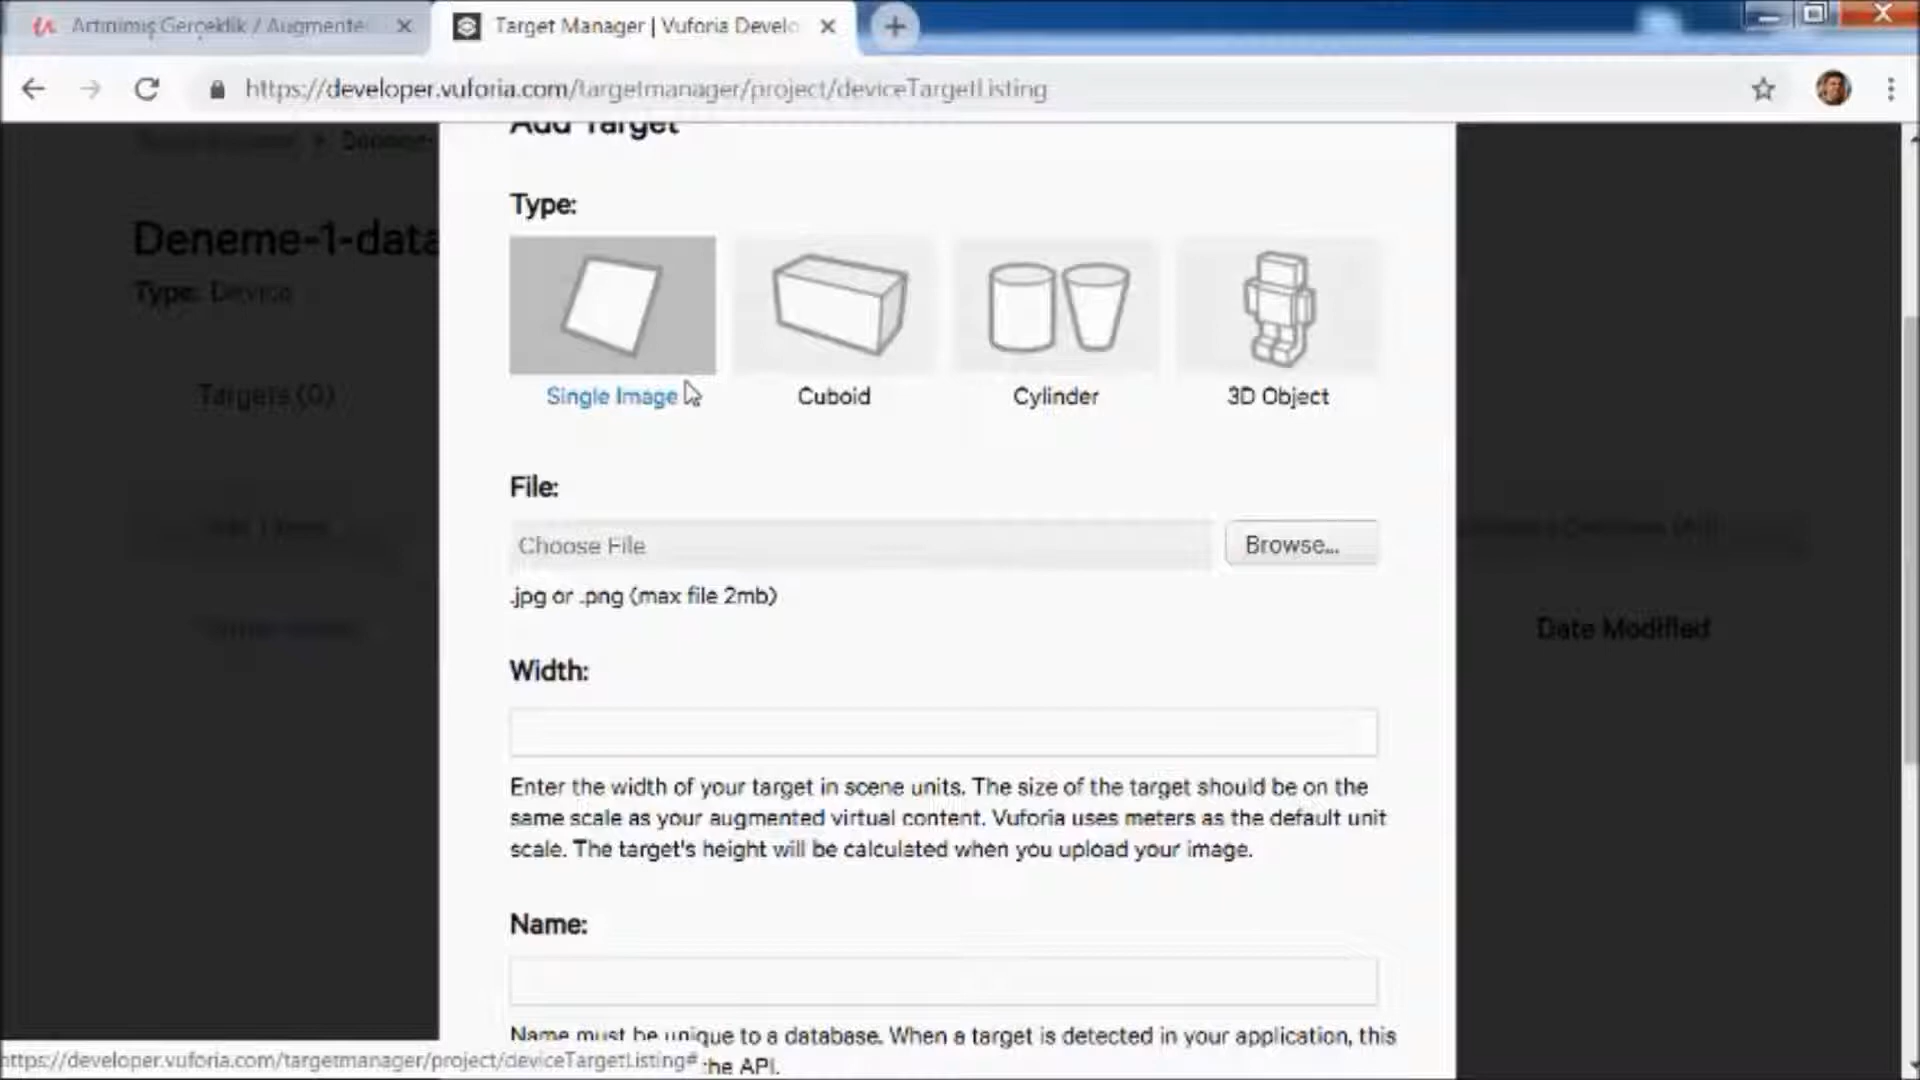 Artırılmış Gerçeklik / Augmente
Target Manager | Vuforia Develo
https://developer.vuforia.com/targetmanager/project/deviceTargetListing
Add Target
Type:
Deneme-1-data
Type: Device
Single Image
Cuboid
Cylinder
3D Object
Targets (0)
File:
Choose File
Browse...
.jpg or .png (max file 2mb)
Date Modified
Width:
Enter the width of your target in scene units. The size of the target should be on the
same scale as your augmented virtual content. Vuforia uses meters as the default unit
scale. The target's height will be calculated when you upload your image.
Name:
Name must be unique to a database. When a target is detected in your application, this
the API.
https://developer.vuforia.com/targetmanager/project/deviceTargetListing#